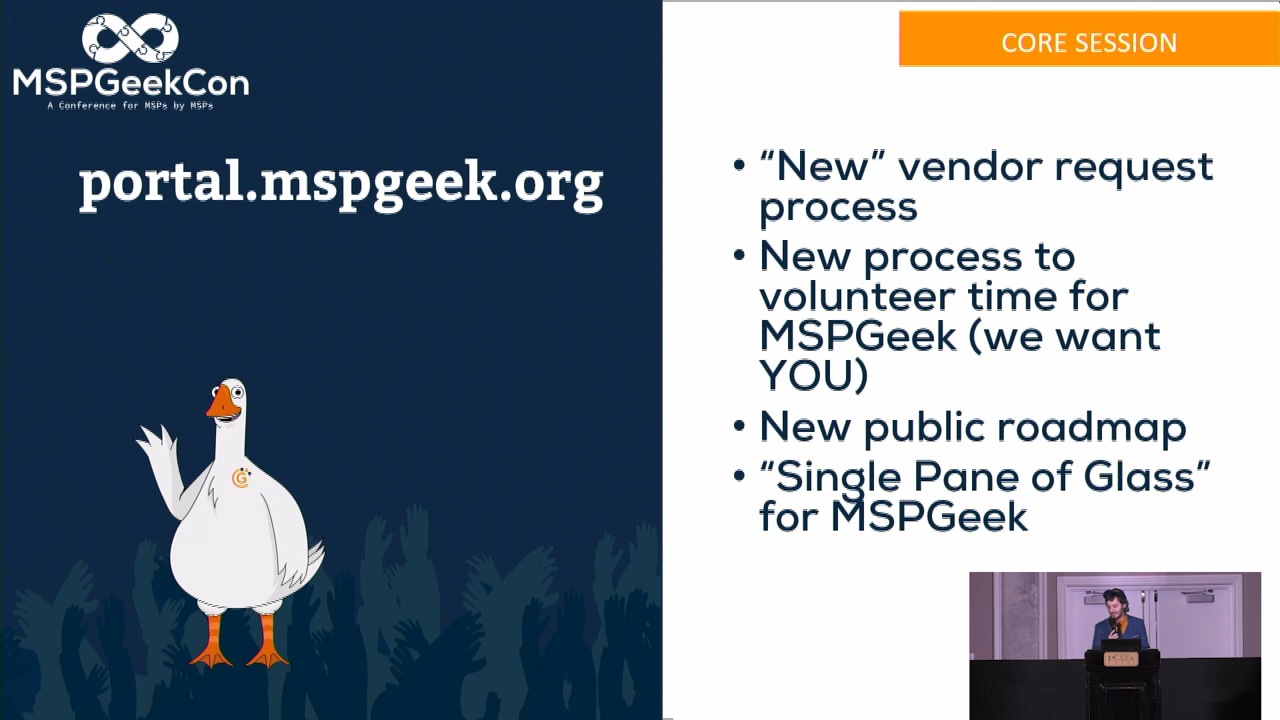 MSPGeekCon
A Conference for MSPs by MSPs
portal.mspgeek.org
CORE SESSION
• “New” vendor request
process
• New process to
volunteer time for
MSPGeek (we want
YOU)
• New public roadmap
• “Single Pane of Glass”
for MSPGeek
G
PLAZA